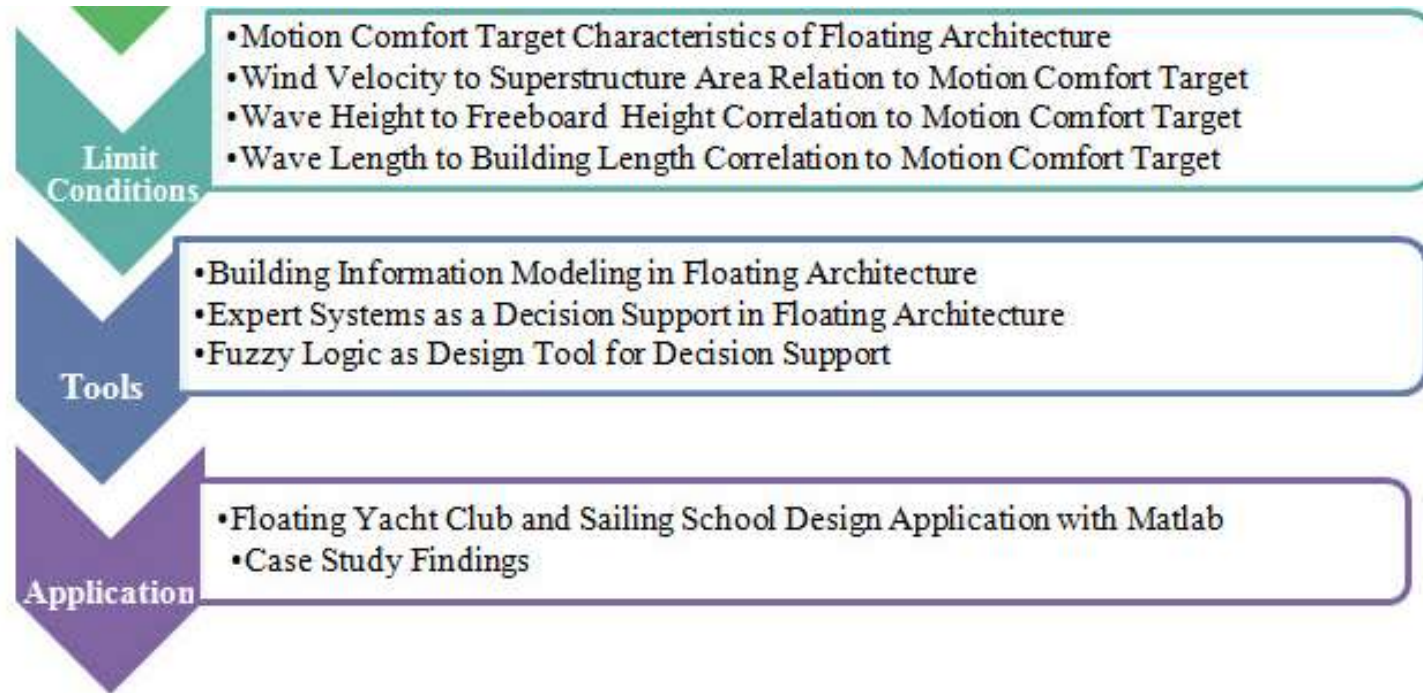 •Motion Comfort Target Characteristics of Floating Architecture
•Wind Velocity to Superstructure Area Relation to Motion Comfort Target
•Wave Height to Freeboard Height Correlation to Motion Comfort Target
•Wave Length to Building Length Correlation to Motion Comfort Target
Limit
Conditions
•Building Information Modeling in Floating Architecture
•Expert Systems as a Decision Support in Floating Architecture
•Fuzzy Logic as Design Tool for Decision Support
Tools
•Floating Yacht Club and Sailing School Design Application with Matlab
•Case Study Findings
Application